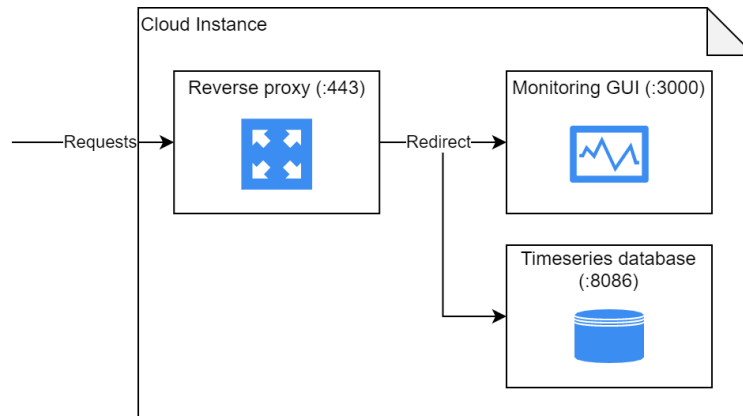 Cloud Instance
Reverse proxy (:443)
Monitoring GUI (:3000)
Requests
Redirect
Timeseries database
(:8086)